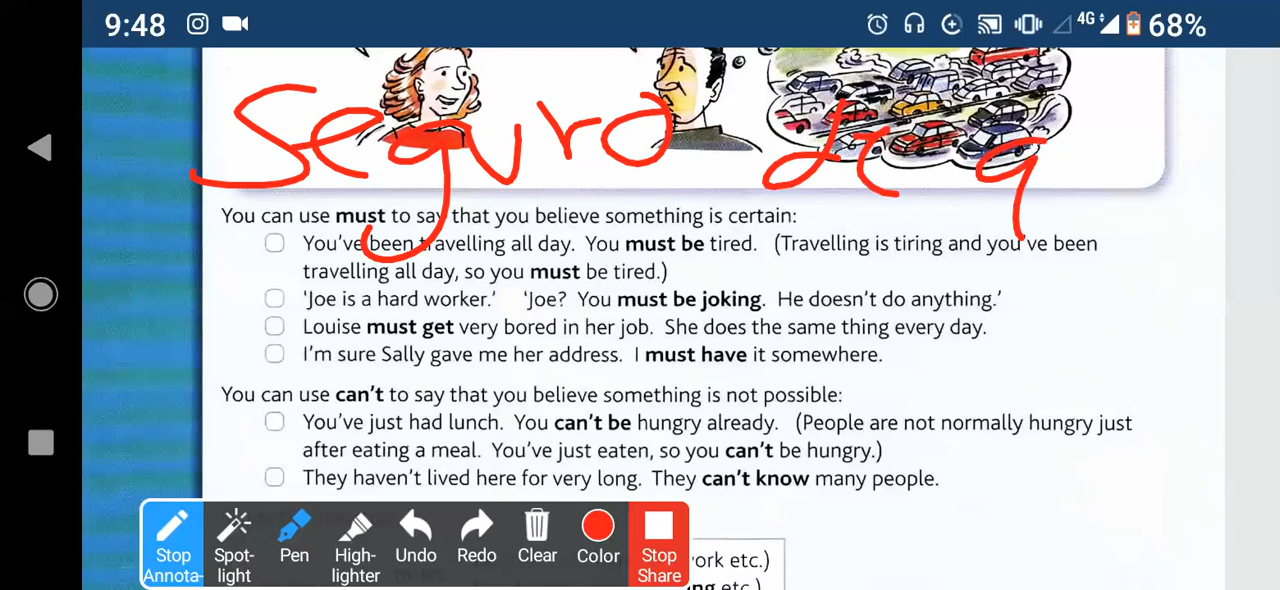 9:48
4G 68%
Seguro de q
You can use must to say that you believe something is certain:
You've been travelling all day. You must be tired. (Travelling is tiring and you've been
travelling all day, so you must be tired.)
'Joe is a hard worker.' 'Joe? You must be joking. He doesn't do anything.'
Louise must get very bored in her job. She does the same thing every day.
I'm sure Sally gave me her address. I must have it somewhere.
You can use can't to say that you believe something is not possible:
You've just had lunch. You can't be hungry already. (People are not normally hungry just
after eating a meal. You've just eaten, so you can't be hungry.)
They haven't lived here for very long. They can't know many people.
Stop Annota-
Spot-light
Pen
High-lighter
Undo
Redo
Clear
Color
Stop Share
etc.)
etc.)